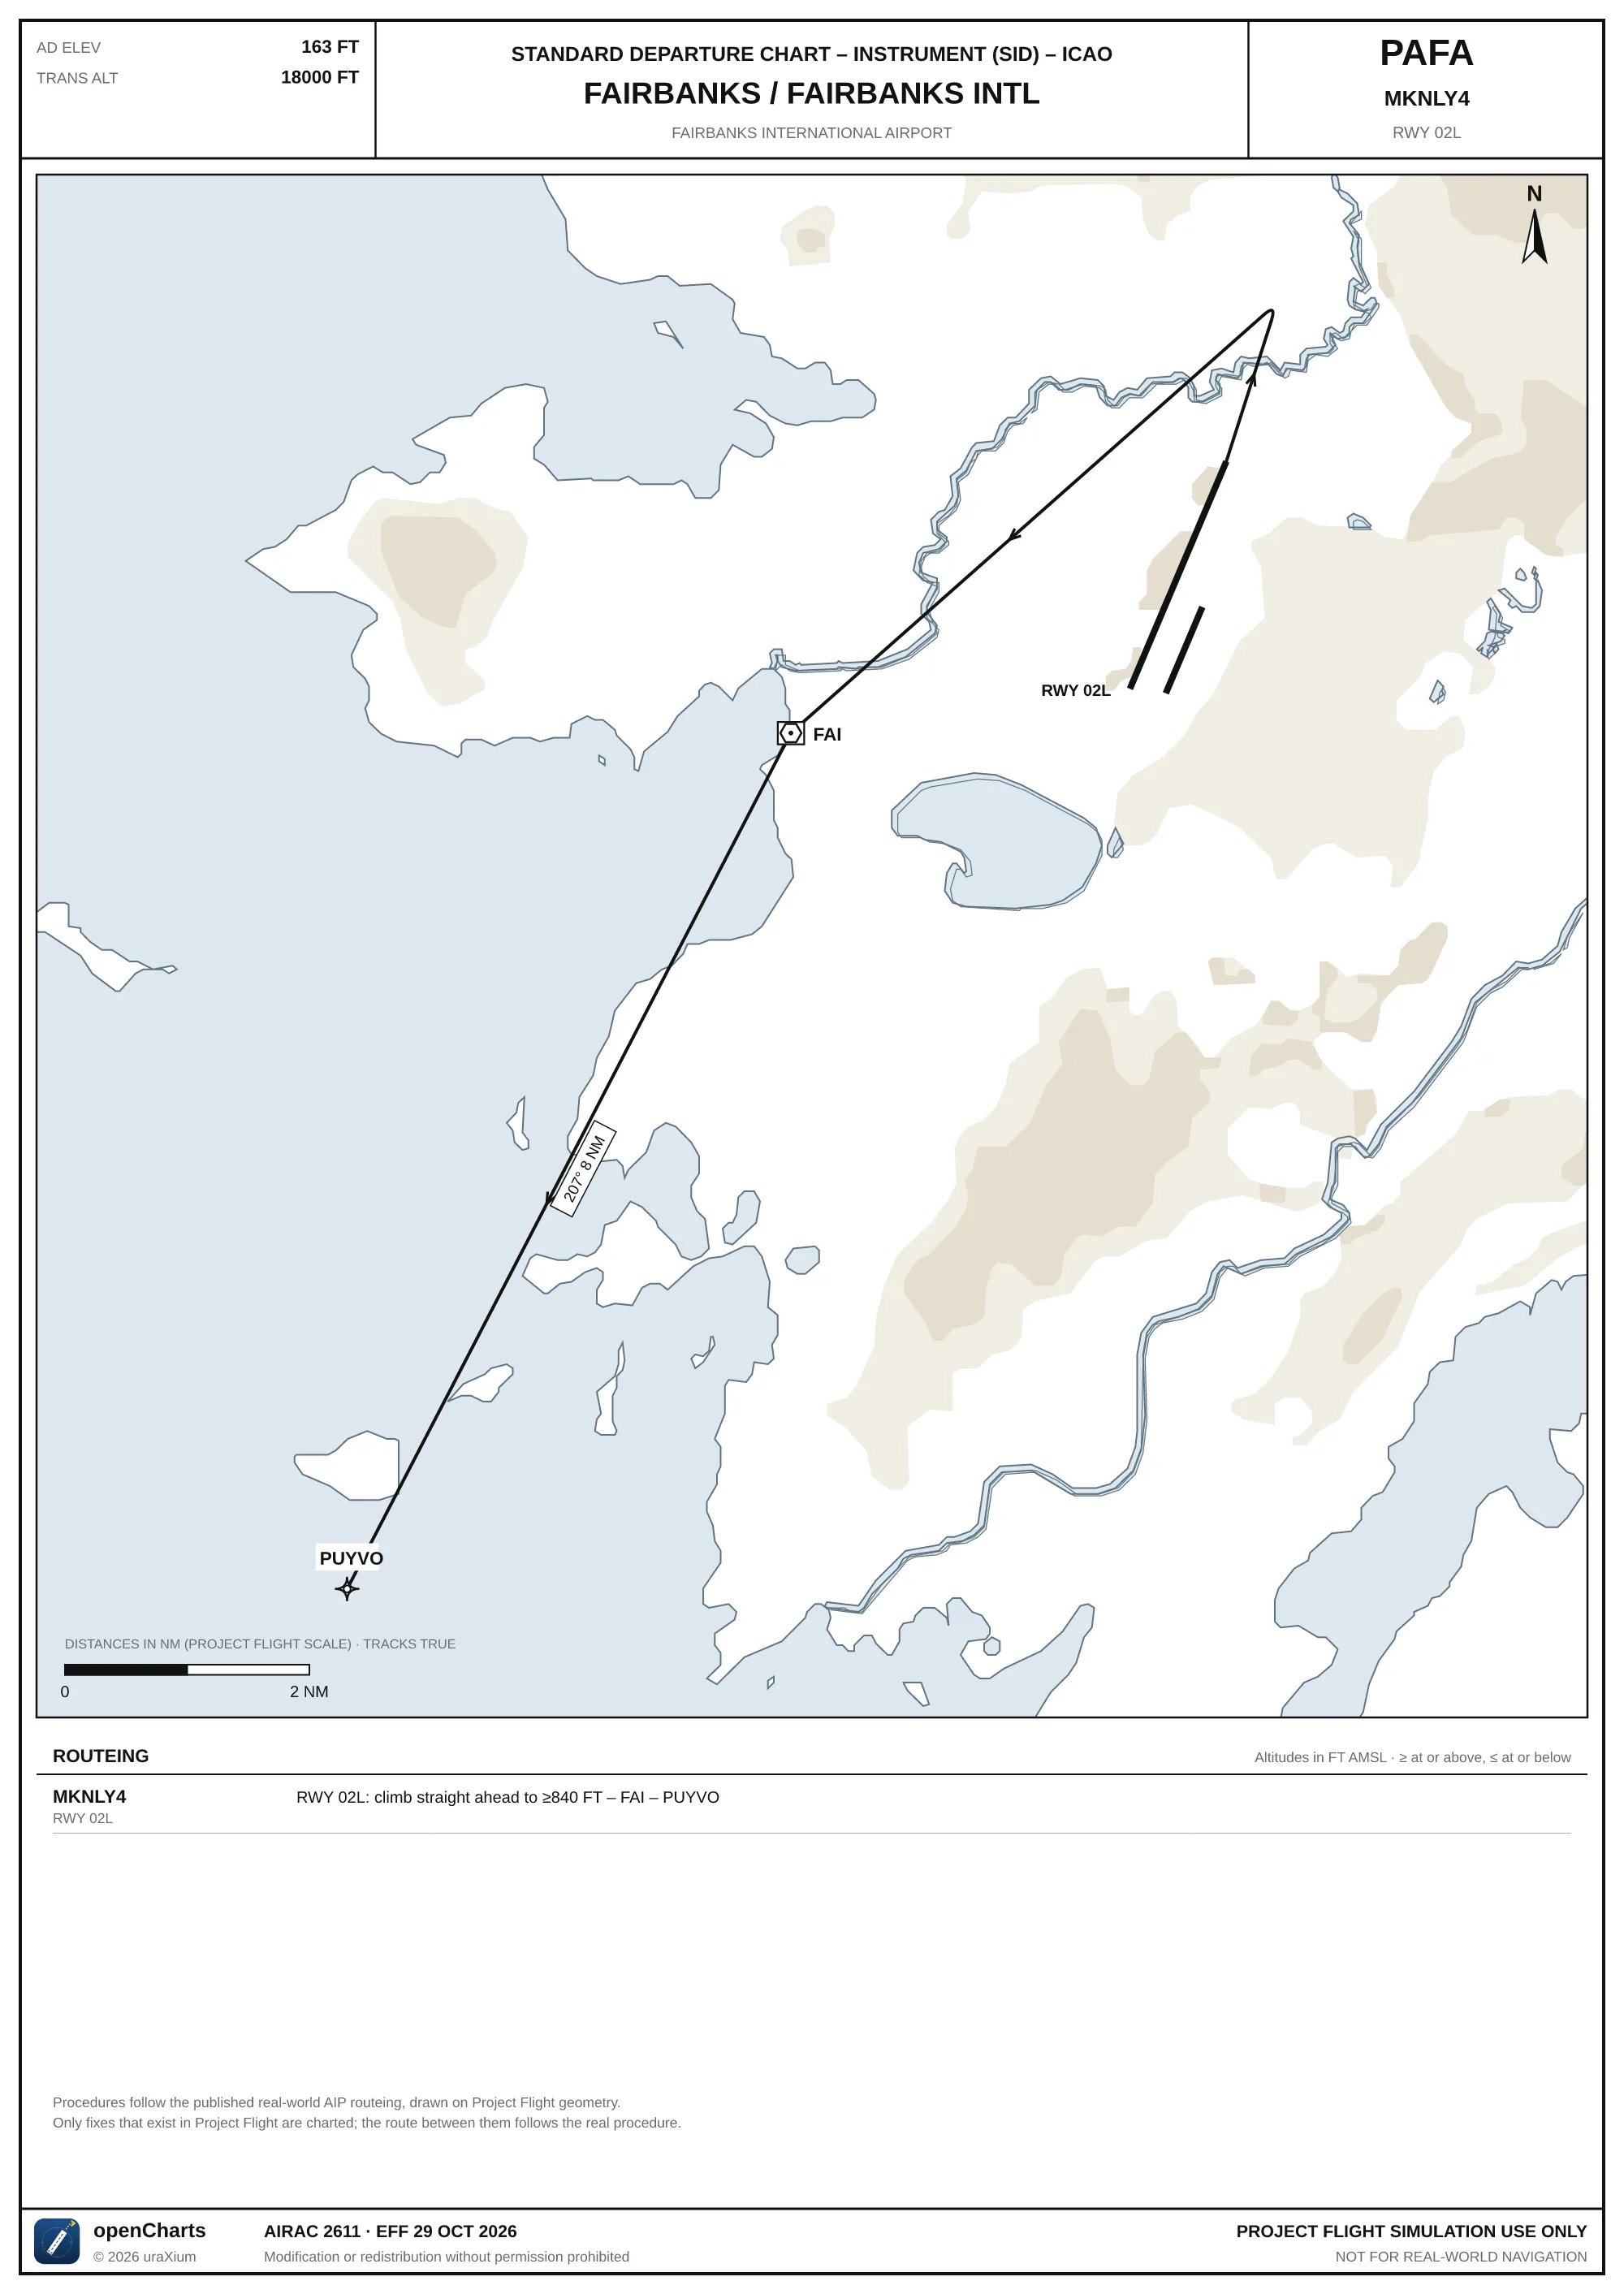 AD ELEV 163 FT
TRANS ALT 18000 FT
STANDARD DEPARTURE CHART – INSTRUMENT (SID) – ICAO
FAIRBANKS / FAIRBANKS INTL
FAIRBANKS INTERNATIONAL AIRPORT
PAFA
MKNLY4
RWY 02L
N
RWY 02L
FAI
207° 8 NM
PUYVO
DISTANCES IN NM (PROJECT FLIGHT SCALE) · TRACKS TRUE
0 2 NM
ROUTEING Altitudes in FT AMSL · ≥ at or above, ≤ at or below
MKNLY4 RWY 02L: climb straight ahead to ≥840 FT – FAI – PUYVO
RWY 02L
Procedures follow the published real-world AIP routeing, drawn on Project Flight geometry.
Only fixes that exist in Project Flight are charted; the route between them follows the real procedure.
openCharts AIRAC 2611 · EFF 29 OCT 2026 PROJECT FLIGHT SIMULATION USE ONLY
© 2026 uraXium Modification or redistribution without permission prohibited NOT FOR REAL-WORLD NAVIGATION